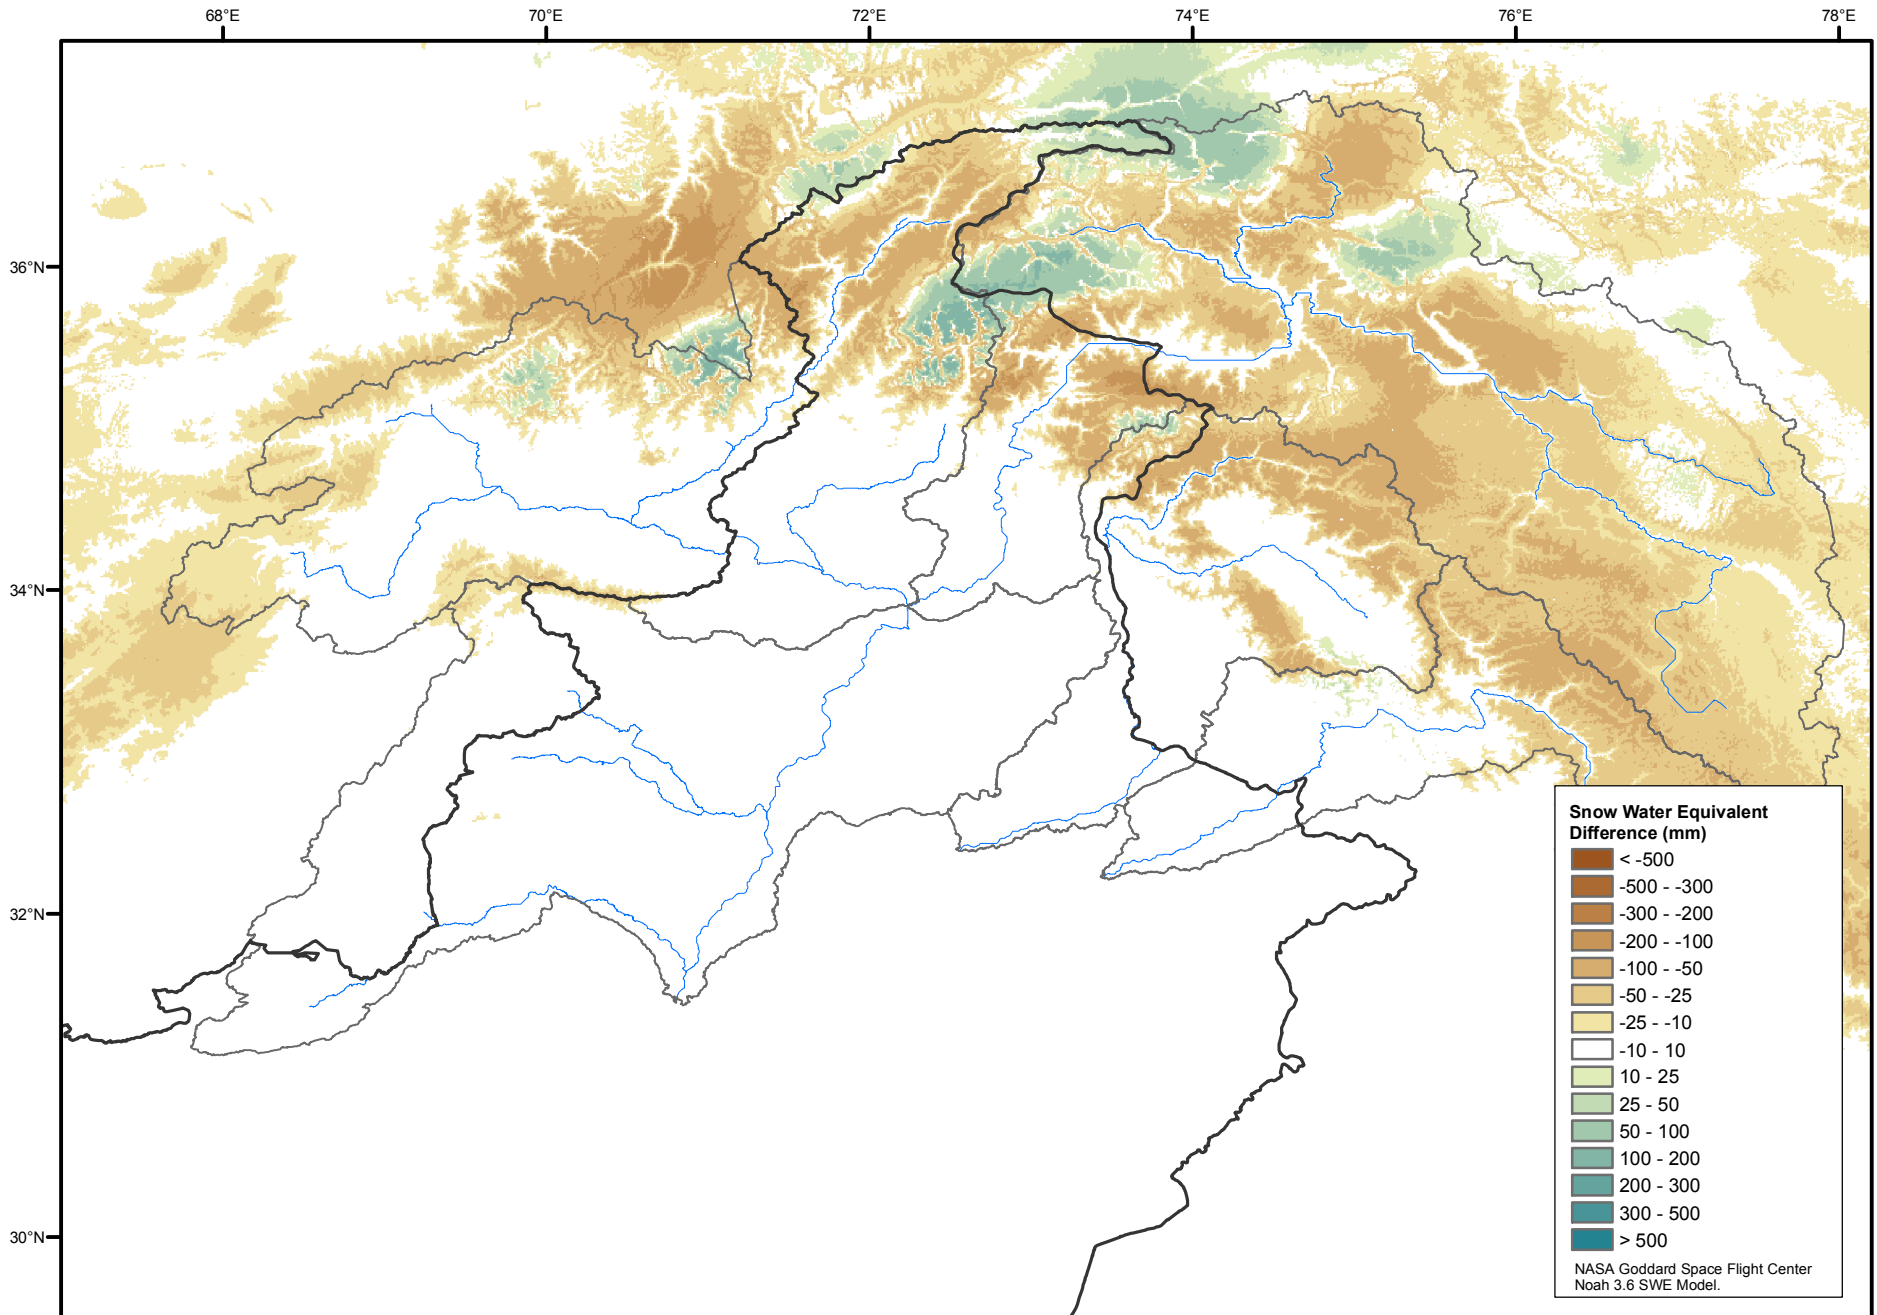 68°E 70°E 72°E 74°E 76°E 78°E
36°N
34°N
32°N
30°N
Snow Water Equivalent
Difference (mm)
< -500
-500 - -300
-300 - -200
-200 - -100
-100 - -50
-50 - -25
-25 - -10
-10 - 10
10 - 25
25 - 50
50 - 100
100 - 200
200 - 300
300 - 500
> 500
NASA Goddard Space Flight Center
Noah 3.6 SWE Model.